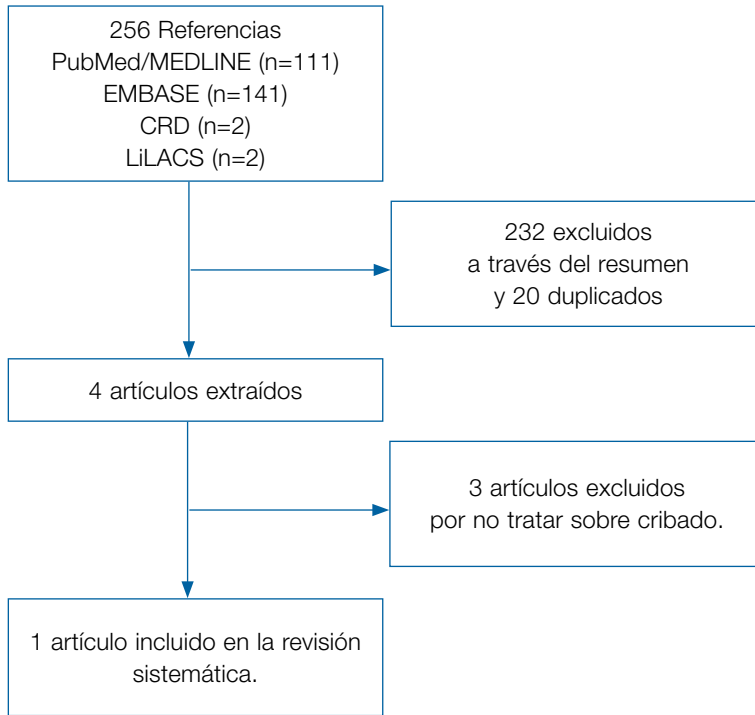 256 Referencias
PubMed/MEDLINE (n=111)
EMBASE (n=141)
CRD (n=2)
LiLACS (n=2)
232 excluidos
a través del resumen
y 20 duplicados
4 artículos extraídos
3 artículos excluidos
por no tratar sobre cribado.
1 artículo incluido en la revisión
sistemática.